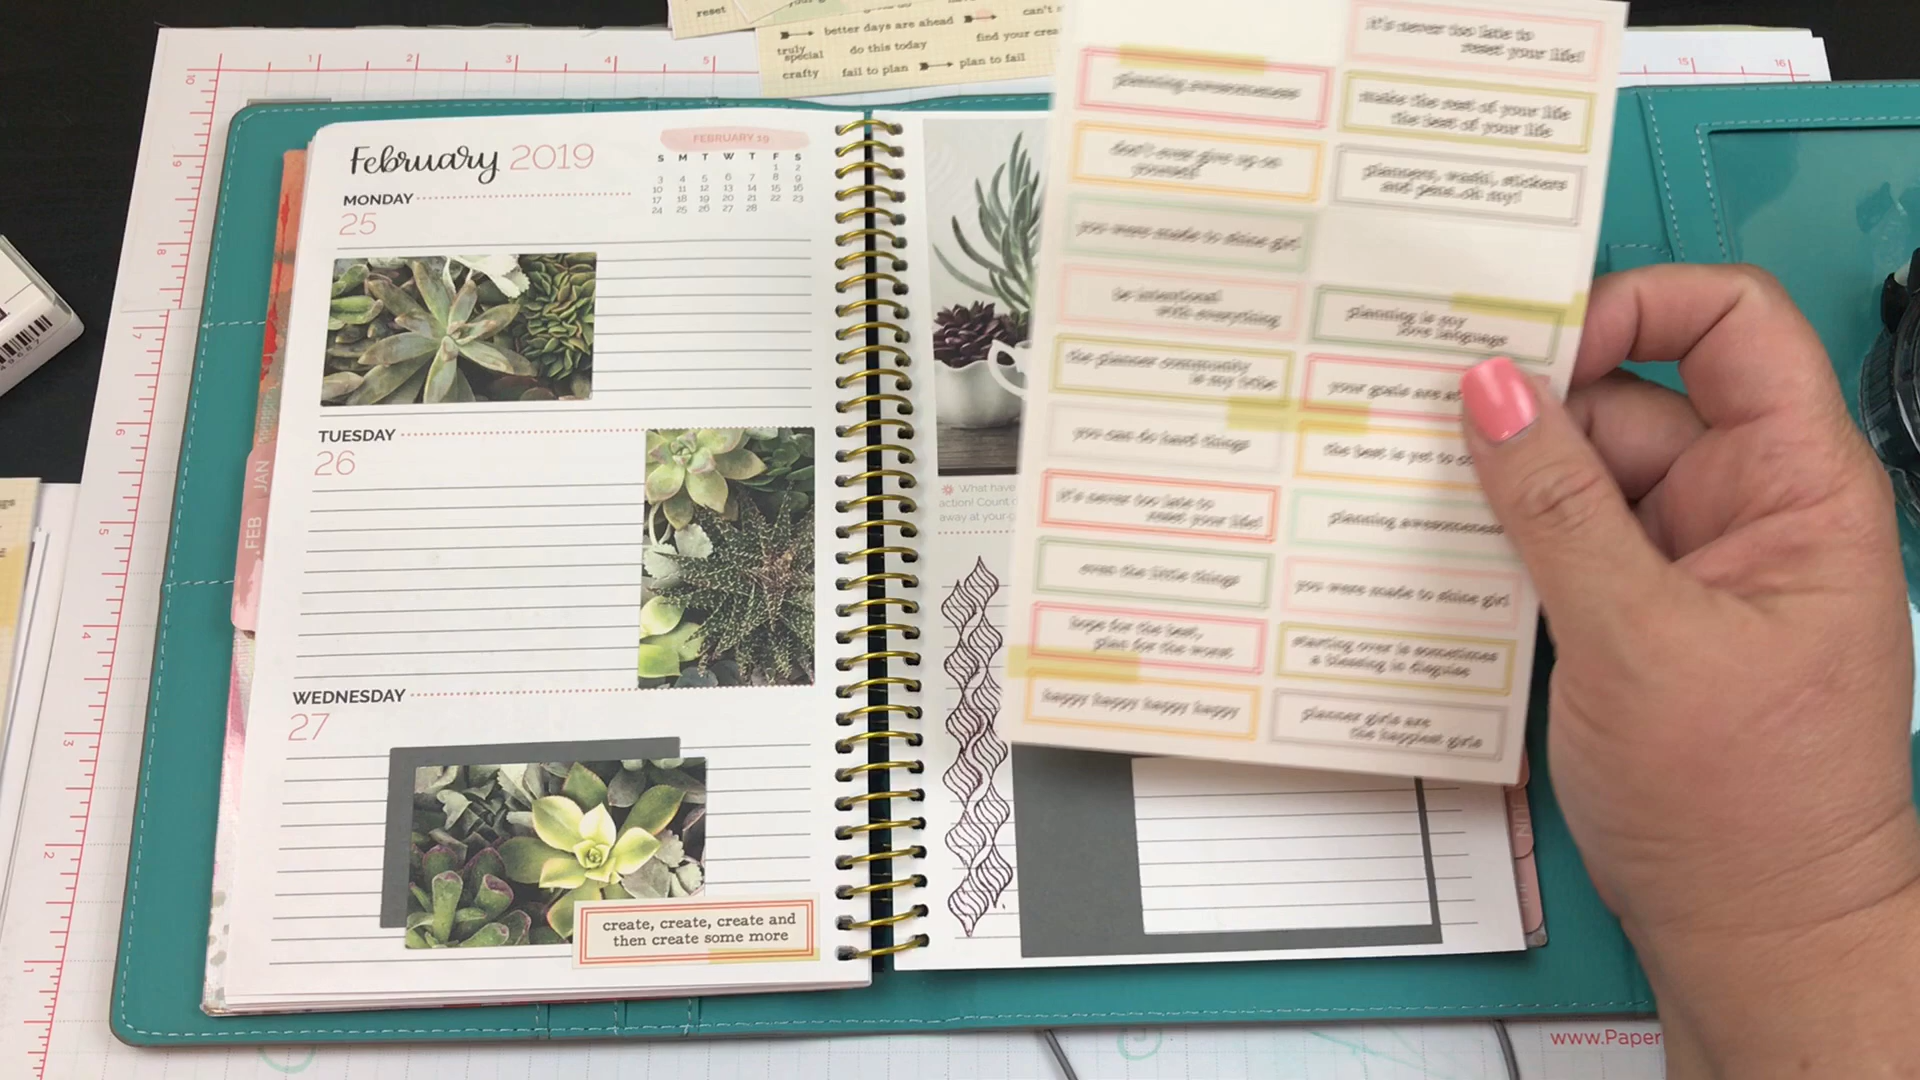 reset
better days are ahead
can't
truly special
do this today
find your
crafty
fail to plan
plan to fail
February 2019
FEBRUARY 19
S M T W T F S
1 2
3 4 5 6 7 8 9
10 11 12 13 14 15 16
17 18 19 20 21 22 23
24 25 26 27 28
MONDAY
25
TUESDAY
26
WEDNESDAY
27
create, create, create and
then create some more
JAN
FEB
What have
action! Count
away at your
it's never too late to
reset your life!
planning awesomeness
make the rest of your life
the best of your life
don't ever give up on
yourself
planners, washi, stickers
and pens..oh my!
you were made to shine girl
be intentional
with everything
planning is my
love language
the planner community
is my tribe
your goals are
you can do hard things
the best is yet to
it's never too late to
reset your life!
planning awesomeness
even the little things
you were made to shine girl
hope for the best,
plan for the worst
starting over is sometimes
a blessing in disguise
happy happy happy happy
planner girls are
the happiest girls
JUN
www.Paper